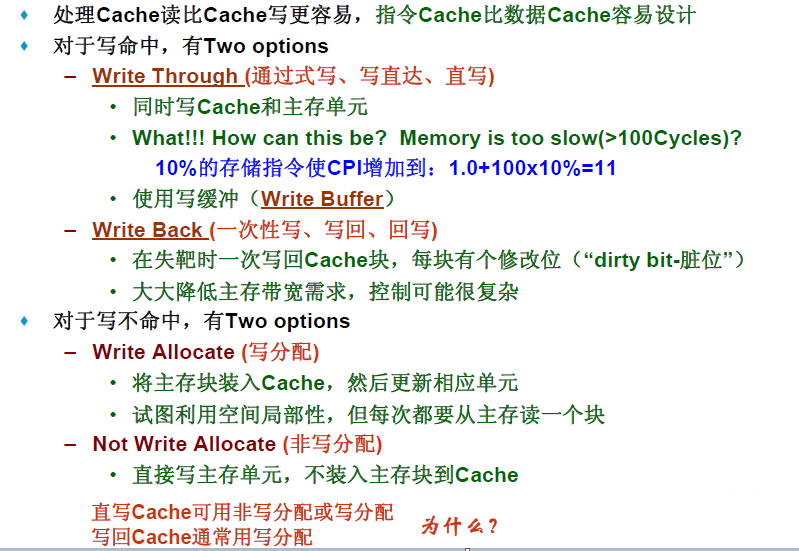 ♦ 处理Cache读比Cache写更容易，指令Cache比数据Cache容易设计
♦ 对于写命中，有Two options
– Write Through (通过式写、写直达、直写)
• 同时写Cache和主存单元
• What!!! How can this be? Memory is too slow(>100Cycles)?
10%的存储指令使CPI增加到：1.0+100x10%=11
• 使用写缓冲（Write Buffer）
– Write Back (一次性写、写回、回写)
• 在失靶时一次写回Cache块，每块有个修改位（“dirty bit-脏位”）
• 大大降低主存带宽需求，控制可能很复杂
♦ 对于写不命中，有Two options
– Write Allocate (写分配)
• 将主存块装入Cache，然后更新相应单元
• 试图利用空间局部性，但每次都要从主存读一个块
– Not Write Allocate (非写分配)
• 直接写主存单元，不装入主存块到Cache
直写Cache可用非写分配或写分配
写回Cache通常用写分配
为什么？